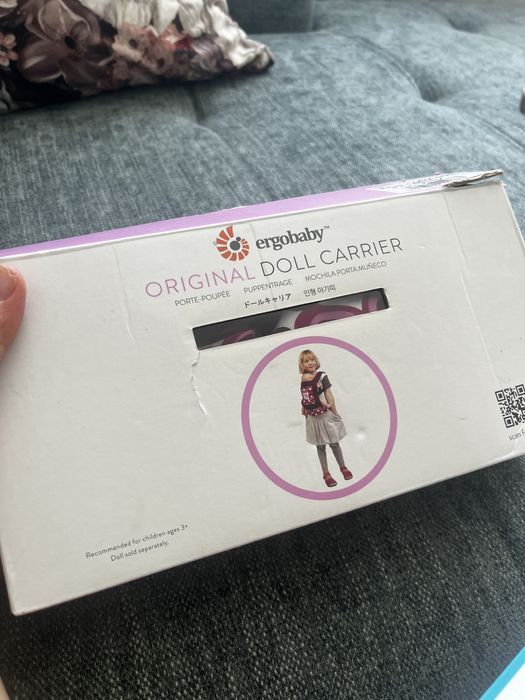 ergobaby™
ORIGINAL DOLL CARRIER
PORTE-POUPÉE PUPPENTRAGE MOCHILA PORTA MUÑECO
ドールキャリア 인형 아기띠
scan f
Recommended for children ages 3+
Doll sold separately.